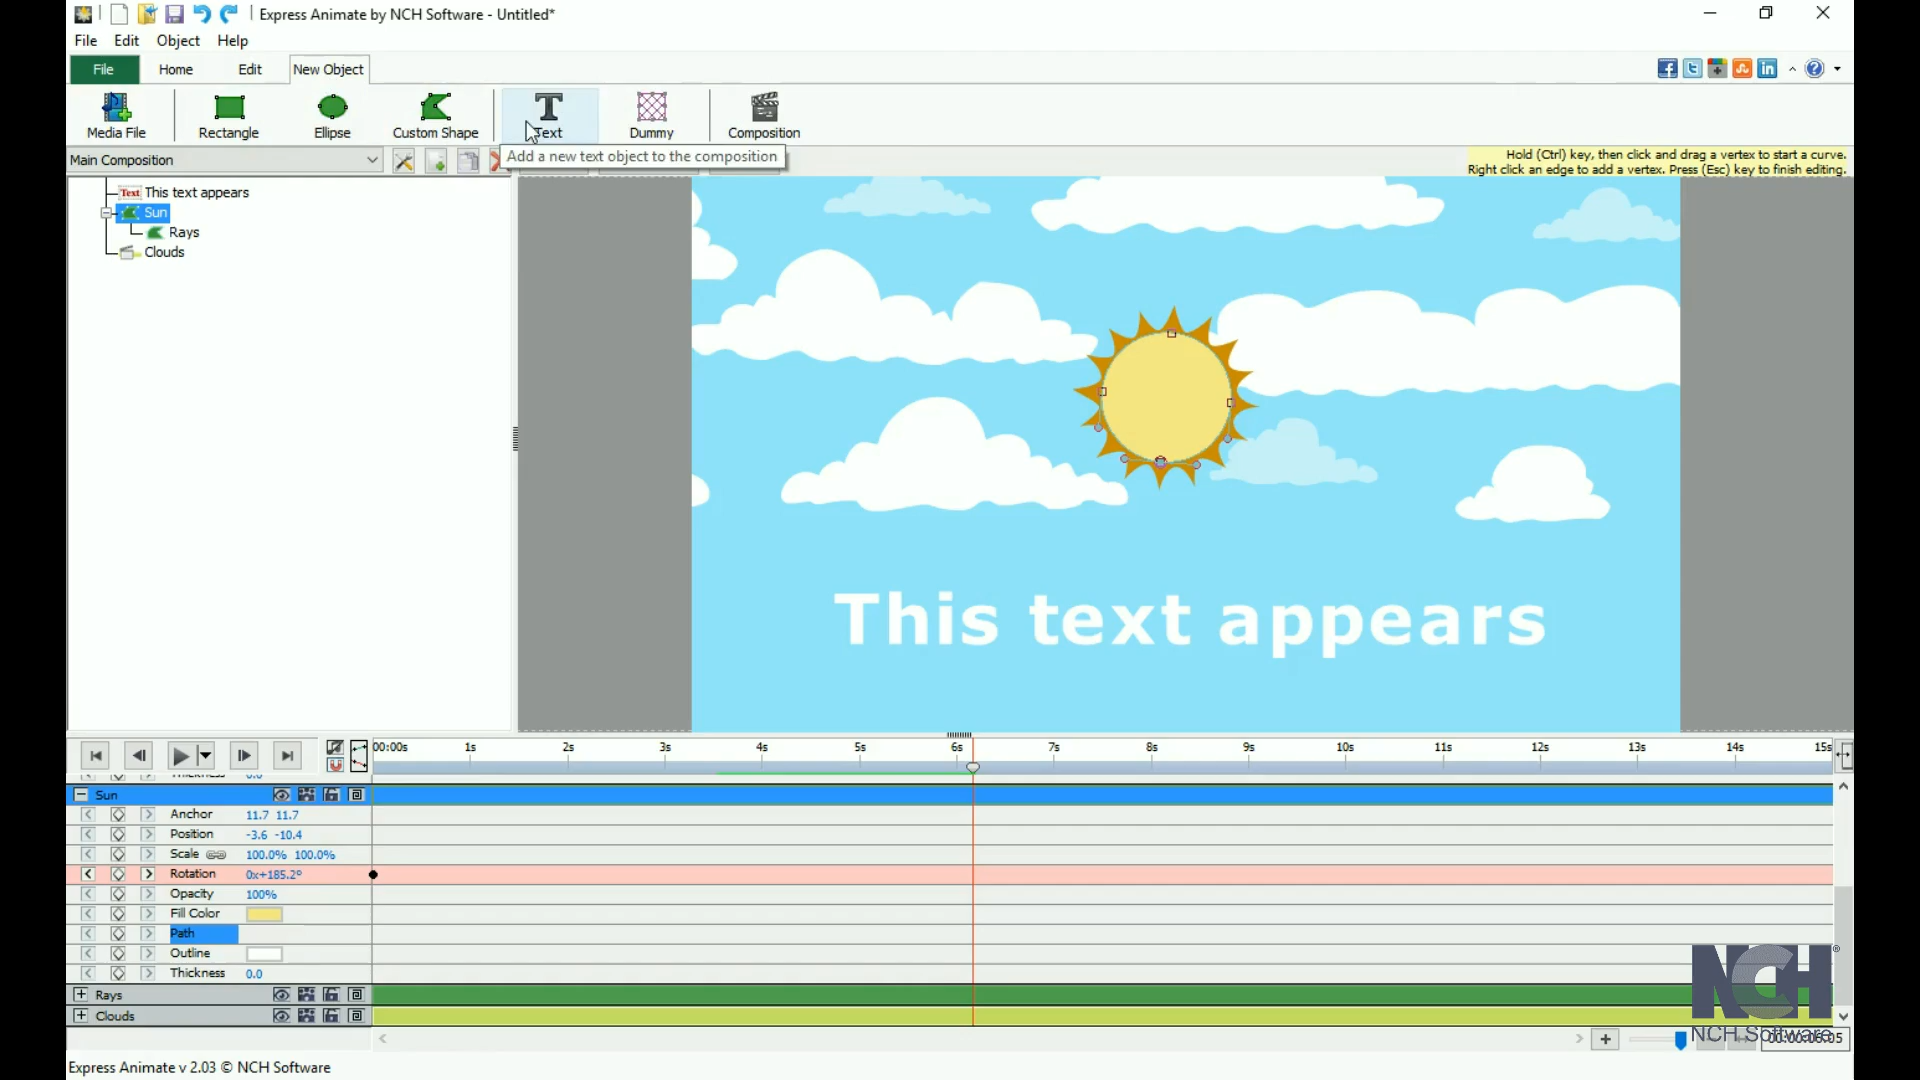 Express Animate by NCH Software - Untitled*
File Edit Object Help
File Home Edit New Object
Media File Rectangle Ellipse Custom Shape Text Dummy Composition
Main Composition
Add a new text object to the composition
Hold (Ctrl) key, then click and drag a vertex to start a curve.
Right click an edge to add a vertex. Press (Esc) key to finish editing.
Text This text appears
Sun
Rays
Clouds
This text appears
00:00s 1s 2s 3s 4s 5s 6s 7s 8s 9s 10s 11s 12s 13s 14s 15s
Thickness 0.0
Sun
Anchor 11.7 11.7
Position -3.6 -10.4
Scale 100.0% 100.0%
Rotation 0x+185.2º
Opacity 100%
Fill Color
Path
Outline
Thickness 0.0
Rays
Clouds
NCH®
NCH Software
Express Animate v 2.03 © NCH Software